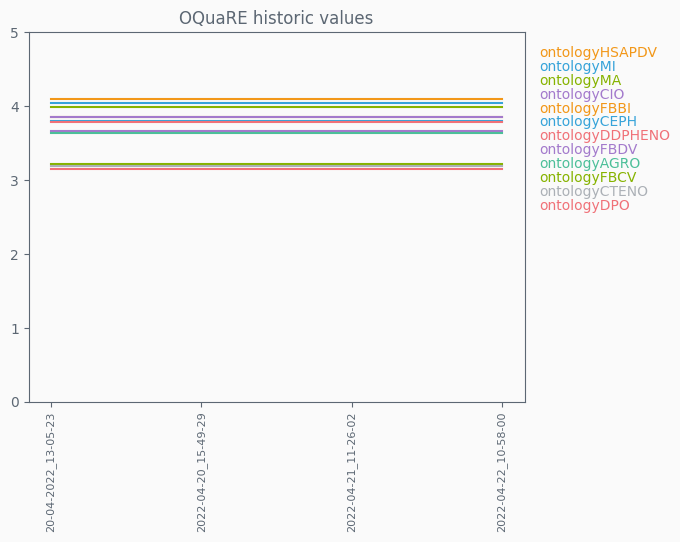 OQuaRE historic values
5
4
3
2
1
0
20-04-2022_13-05-23
2022-04-20_15-49-29
2022-04-21_11-26-02
2022-04-22_10-58-00
ontologyHSAPDV
ontologyMI
ontologyMA
ontologyCIO
ontologyFBBI
ontologyCEPH
ontologyDDPHENO
ontologyFBDV
ontologyAGRO
ontologyFBCV
ontologyCTENO
ontologyDPO